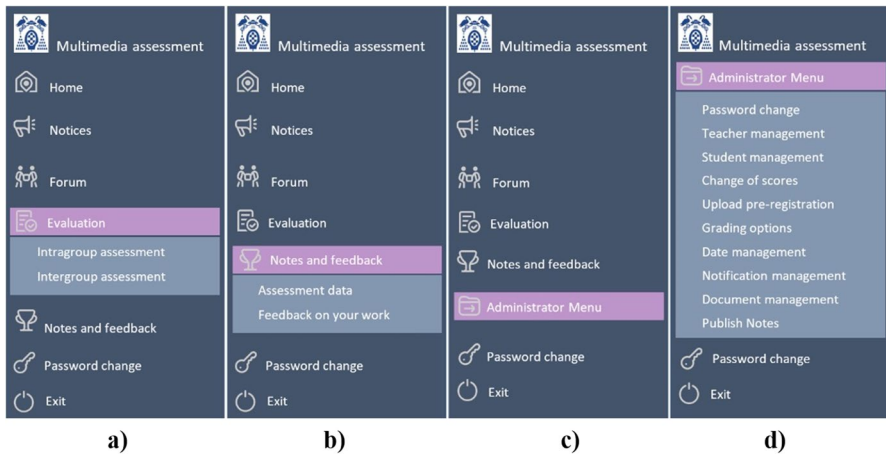 Multimedia assessment
Home
Notices
Forum
Evaluation
Intragroup assessment
Intergroup assessment
Notes and feedback
Password change
Exit
a)
Multimedia assessment
Home
Notices
Forum
Evaluation
Notes and feedback
Assessment data
Feedback on your work
Password change
Exit
b)
Multimedia assessment
Home
Notices
Forum
Evaluation
Notes and feedback
Administrator Menu
Password change
Exit
c)
Multimedia assessment
Administrator Menu
Password change
Teacher management
Student management
Change of scores
Upload pre-registration
Grading options
Date management
Notification management
Document management
Publish Notes
Password change
Exit
d)